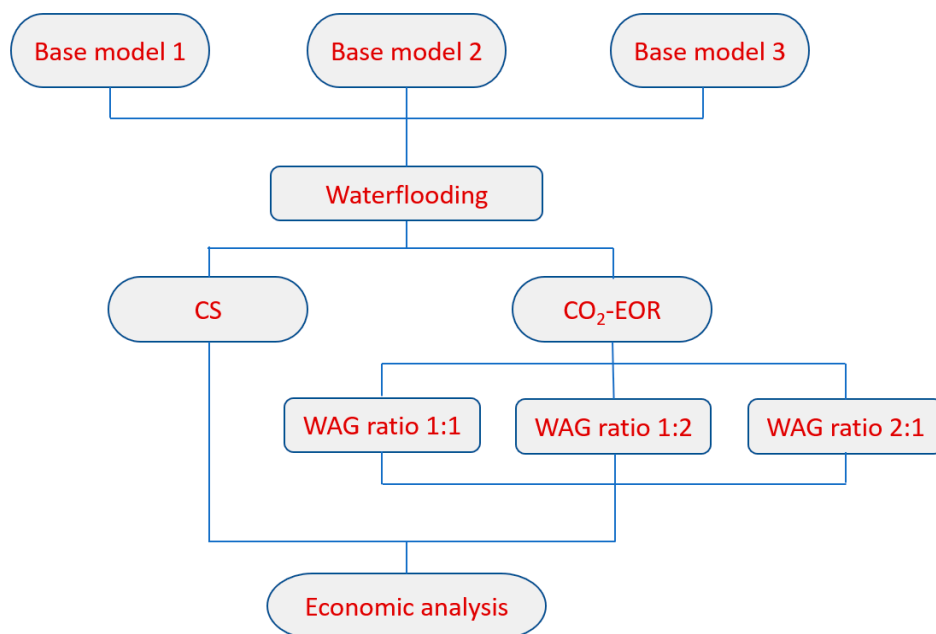 Base model 1
Base model 2
Base model 3
Waterflooding
CS
CO₂-EOR
WAG ratio 1:1
WAG ratio 1:2
WAG ratio 2:1
Economic analysis